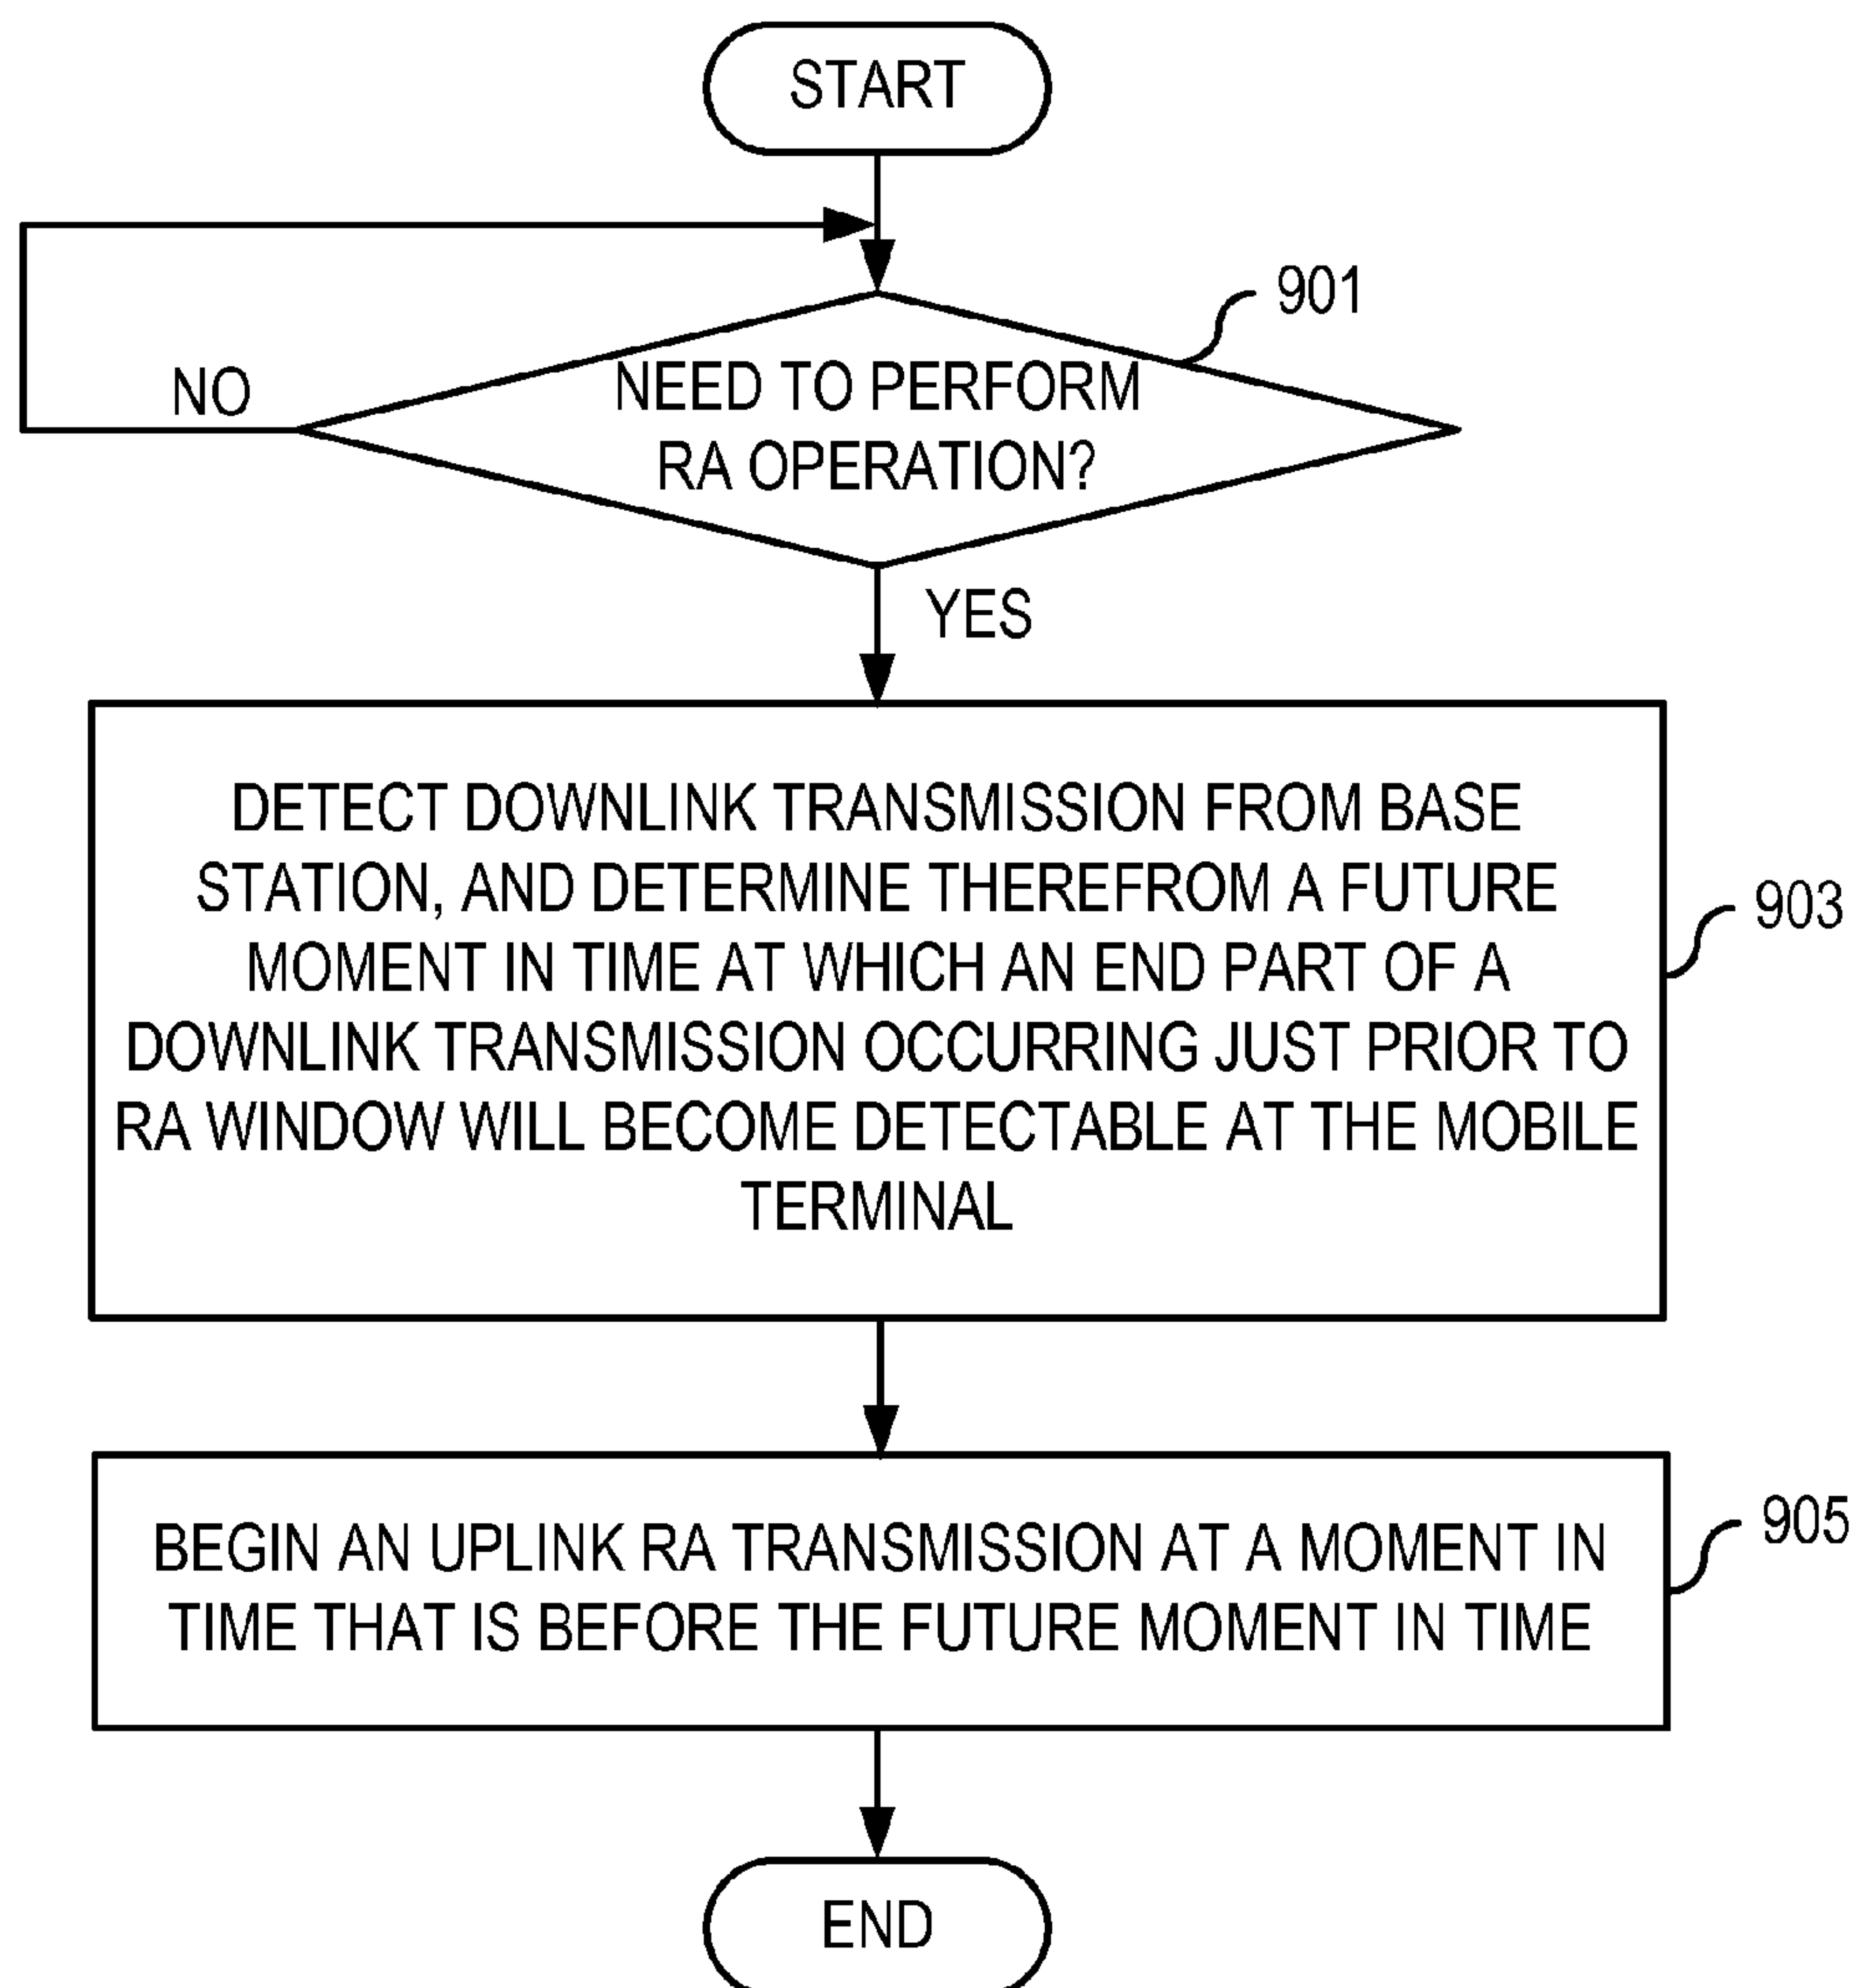 START
901
NEED TO PERFORM
RA OPERATION?
NO
YES
DETECT DOWNLINK TRANSMISSION FROM BASE
STATION, AND DETERMINE THEREFROM A FUTURE
MOMENT IN TIME AT WHICH AN END PART OF A
DOWNLINK TRANSMISSION OCCURRING JUST PRIOR TO
RA WINDOW WILL BECOME DETECTABLE AT THE MOBILE
TERMINAL
903
BEGIN AN UPLINK RA TRANSMISSION AT A MOMENT IN
TIME THAT IS BEFORE THE FUTURE MOMENT IN TIME
905
END